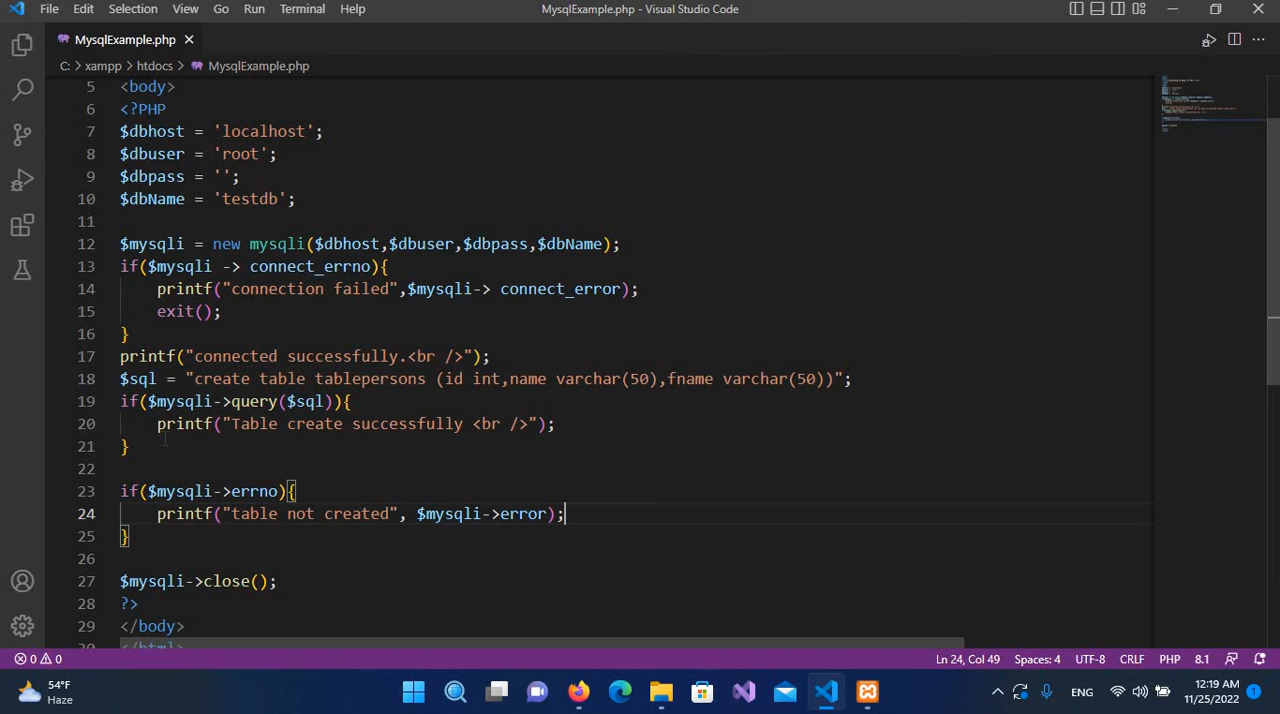 File Edit Selection View Go Run Terminal Help MysqlExample.php - Visual Studio Code
MysqlExample.php
C: > xampp > htdocs > MysqlExample.php
5 <body>
6 <?PHP
7 $dbhost = 'localhost';
8 $dbuser = 'root';
9 $dbpass = '';
10 $dbName = 'testdb';
11
12 $mysqli = new mysqli($dbhost,$dbuser,$dbpass,$dbName);
13 if($mysqli -> connect_errno){
14 printf("connection failed",$mysqli-> connect_error);
15 exit();
16 }
17 printf("connected successfully.<br />");
18 $sql = "create table tablepersons (id int,name varchar(50),fname varchar(50))";
19 if($mysqli->query($sql)){
20 printf("Table create successfully <br />");
21 }
22
23 if($mysqli->errno){
24 printf("table not created", $mysqli->error);
25 }
26
27 $mysqli->close();
28 ?>
29 </body>
30 </html>
0 0 Ln 24, Col 49 Spaces: 4 UTF-8 CRLF PHP 8.1
54°F
Haze
ENG
12:19 AM
11/25/2022
1